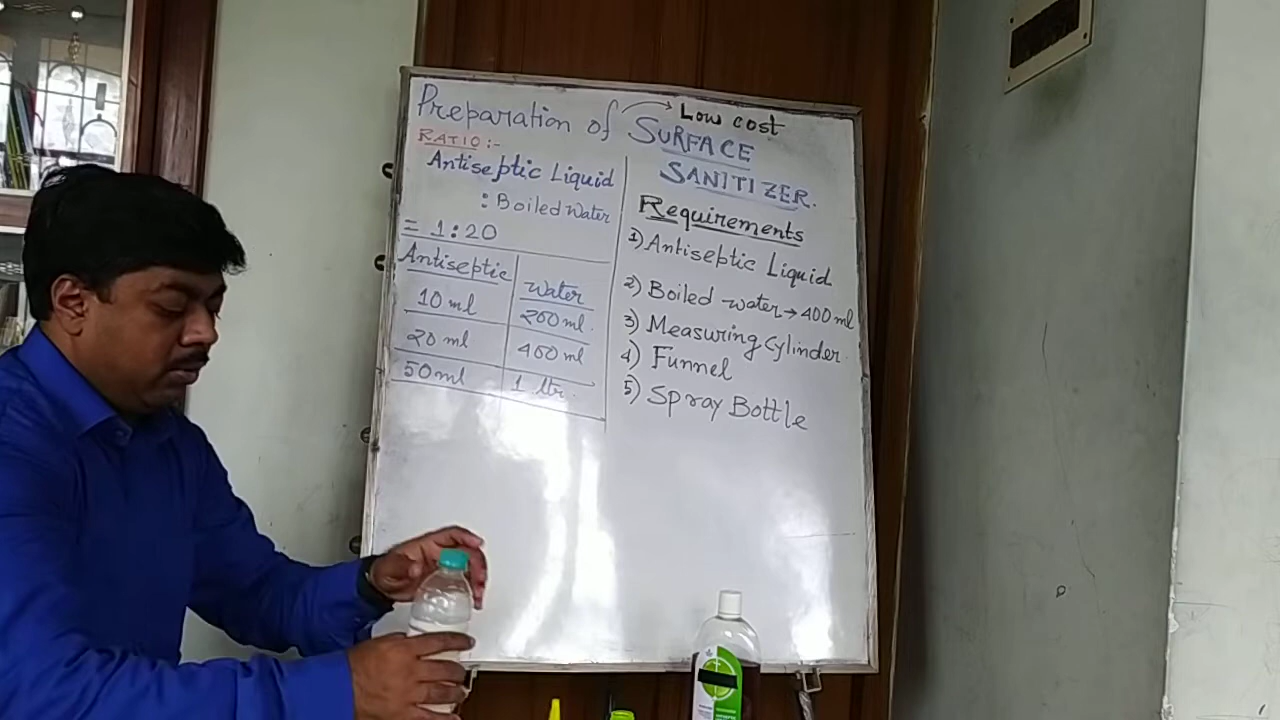 Preparation of Low cost
SURFACE
SANITIZER.
RATIO:-
Antiseptic Liquid
: Boiled Water
= 1:20
Antiseptic Water
10 ml 200 ml.
20 ml 400 ml
50 ml 1 ltr.
Requirements
1) Antiseptic Liquid
2) Boiled water → 400 ml
3) Measuring Cylinder.
4) Funnel
5) Spray Bottle